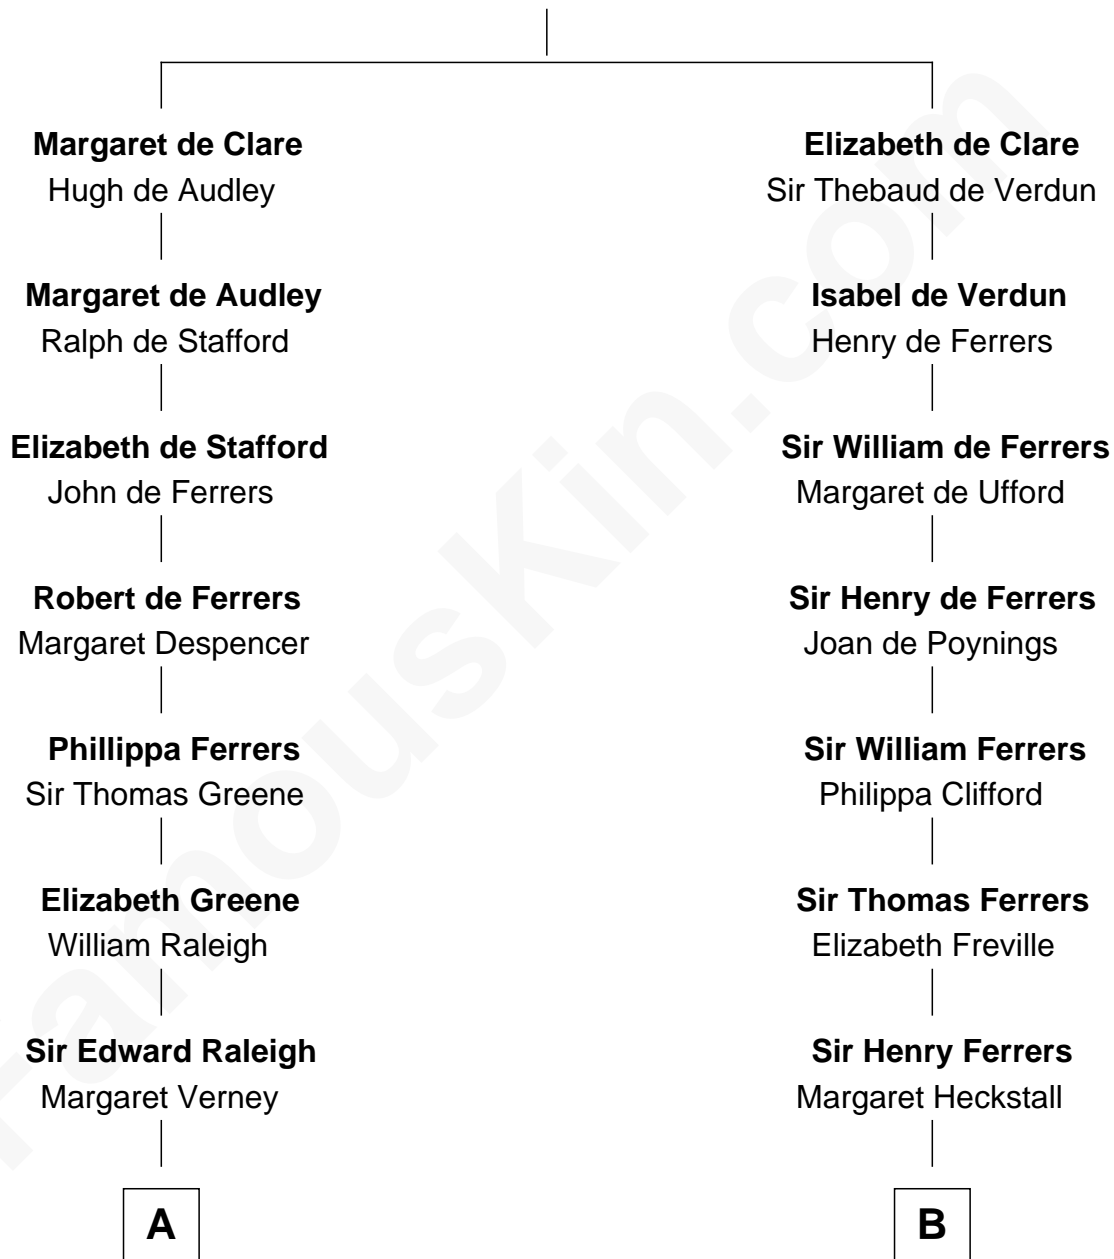 Margaret de Clare
Hugh de Audley
Margaret de Audley
Ralph de Stafford
Elizabeth de Stafford
John de Ferrers
Robert de Ferrers
Margaret Despencer
Phillippa Ferrers
Sir Thomas Greene
Elizabeth Greene
William Raleigh
Sir Edward Raleigh
Margaret Verney
A
Elizabeth de Clare
Sir Thebaud de Verdun
Isabel de Verdun
Henry de Ferrers
Sir William de Ferrers
Margaret de Ufford
Sir Henry de Ferrers
Joan de Poynings
Sir William Ferrers
Philippa Clifford
Sir Thomas Ferrers
Elizabeth Freville
Sir Henry Ferrers
Margaret Heckstall
B
FamousKin.com